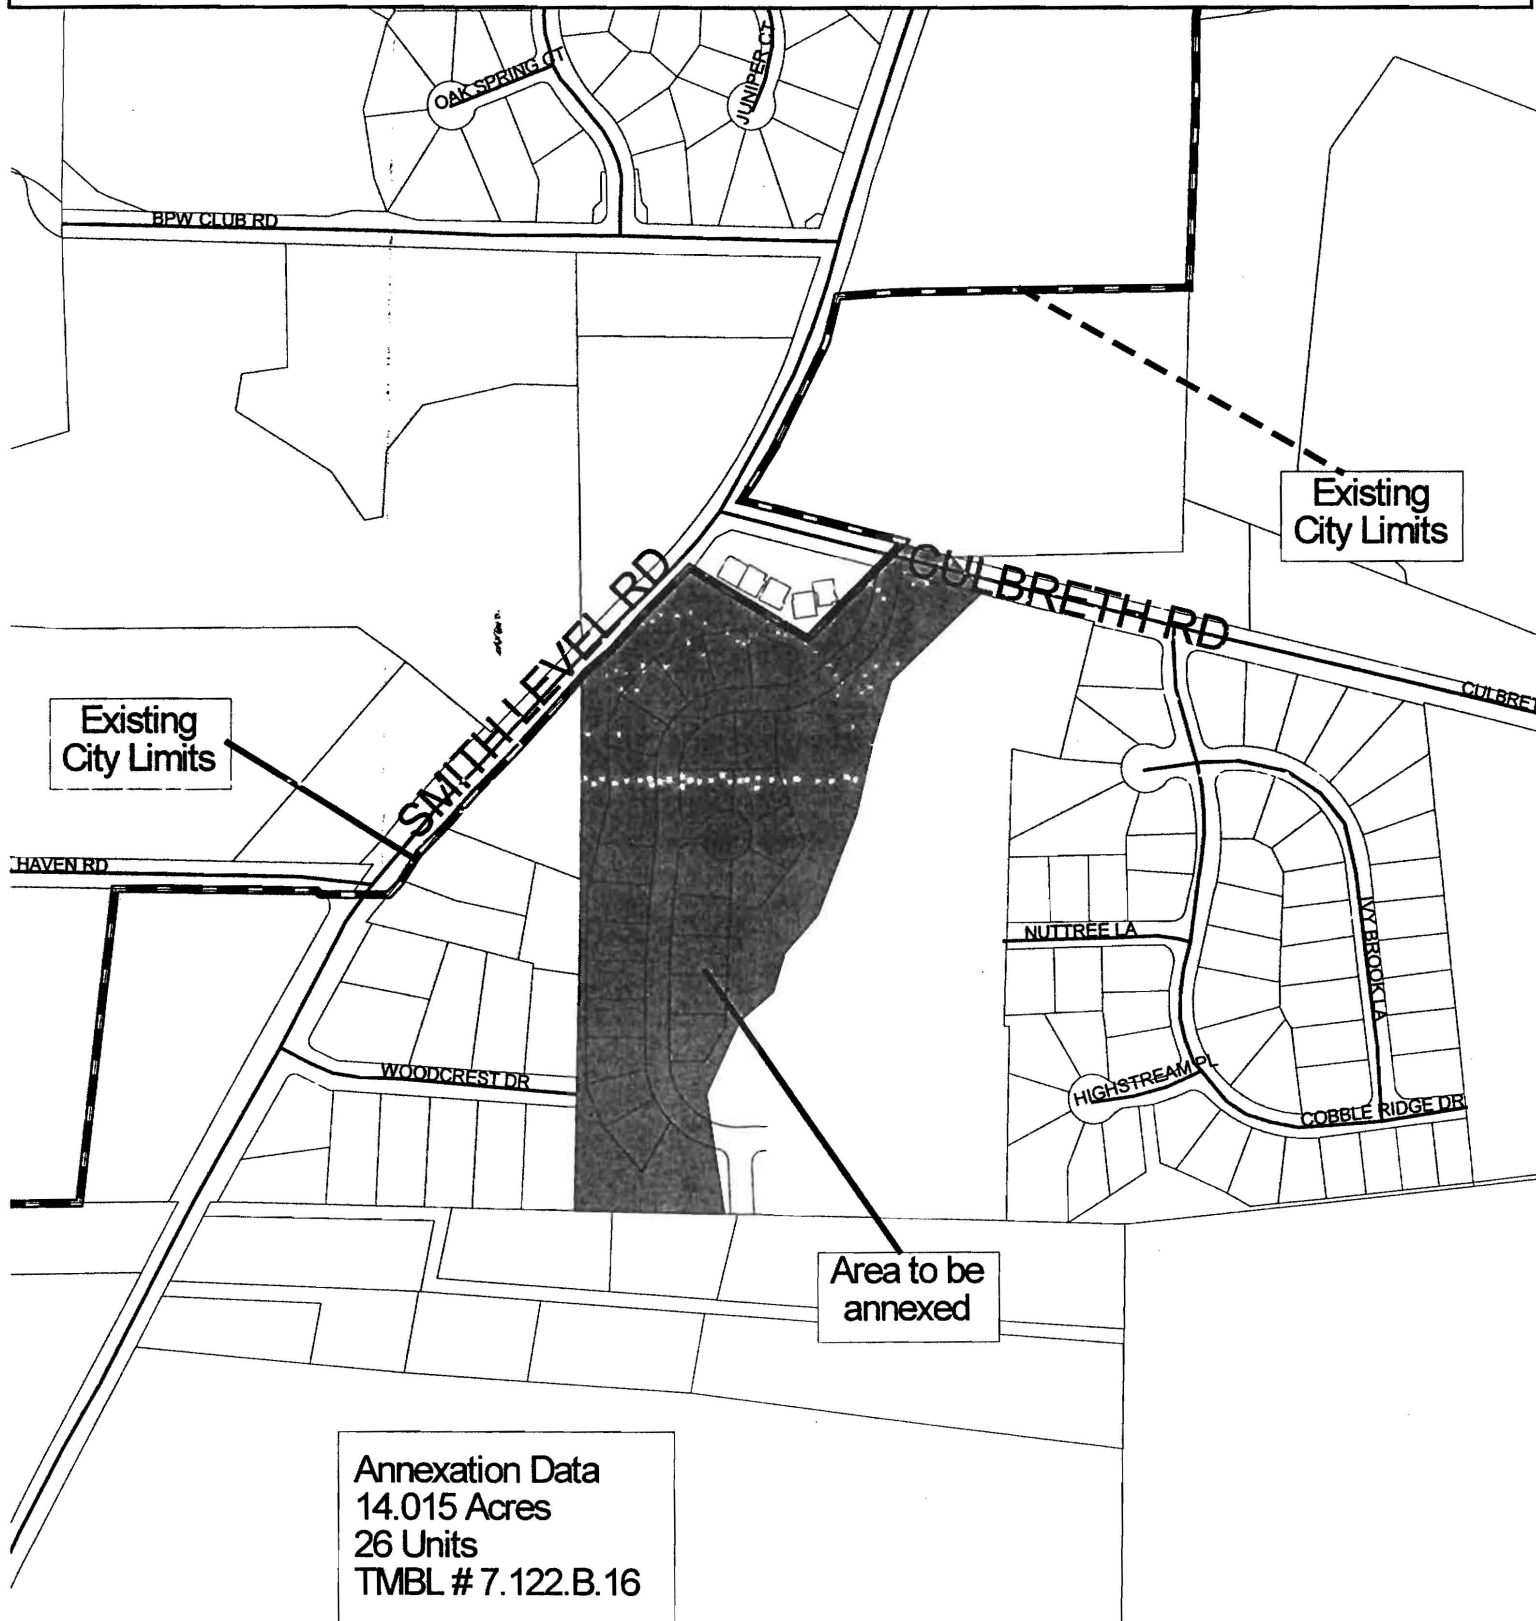 OAK SPRING CT
JUNIPER CT
BPW CLUB RD
Existing
City Limits
CULBRETH RD
SMITH LEVEL RD
CULBRET
Existing
City Limits
HAVEN RD
NUTTREE LA
IVY BROOK LA
WOODCREST DR
HIGHSTREAM PL
COBBLE RIDGE DR
Area to be
annexed
Annexation Data
14.015 Acres
26 Units
TMBL # 7.122.B.16